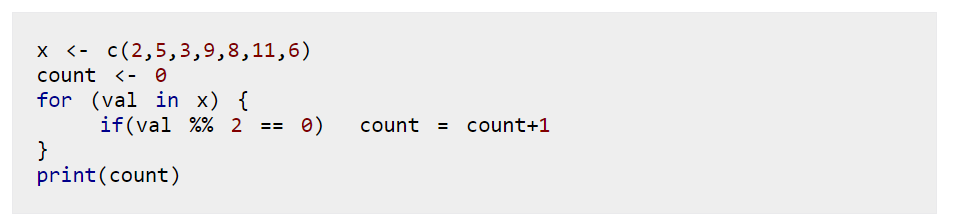 x <- c(2,5,3,9,8,11,6)
count <- 0
for (val in x) {
     if(val %% 2 == 0)   count = count+1
}
print(count)